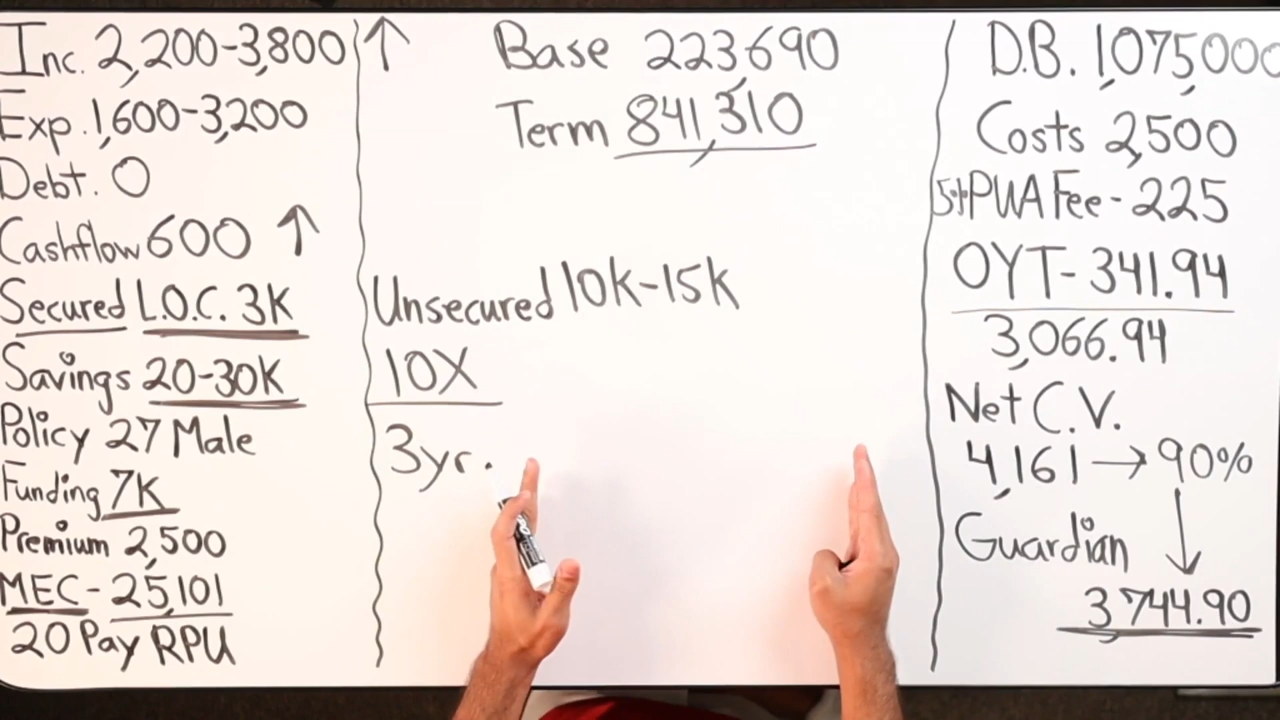 Inc. 2,200-3,800 ↑
Exp. 1,600-3,200
Debt. 0
Cashflow 600 ↑
Secured L.O.C. 3K
Savings 20-30K
Policy 27 Male
Funding 7K
Premium 2,500
MEC- 25,101
20 Pay RPU
Base 223,690
Term 841,310
Unsecured 10k-15k
10X
3yr.
D.B. 1,075,000
Costs 2,500
PUA Fee - 225
OYT- 341.94
3,066.94
Net C.V.
4,161 → 90%
Guardian
3,744.90